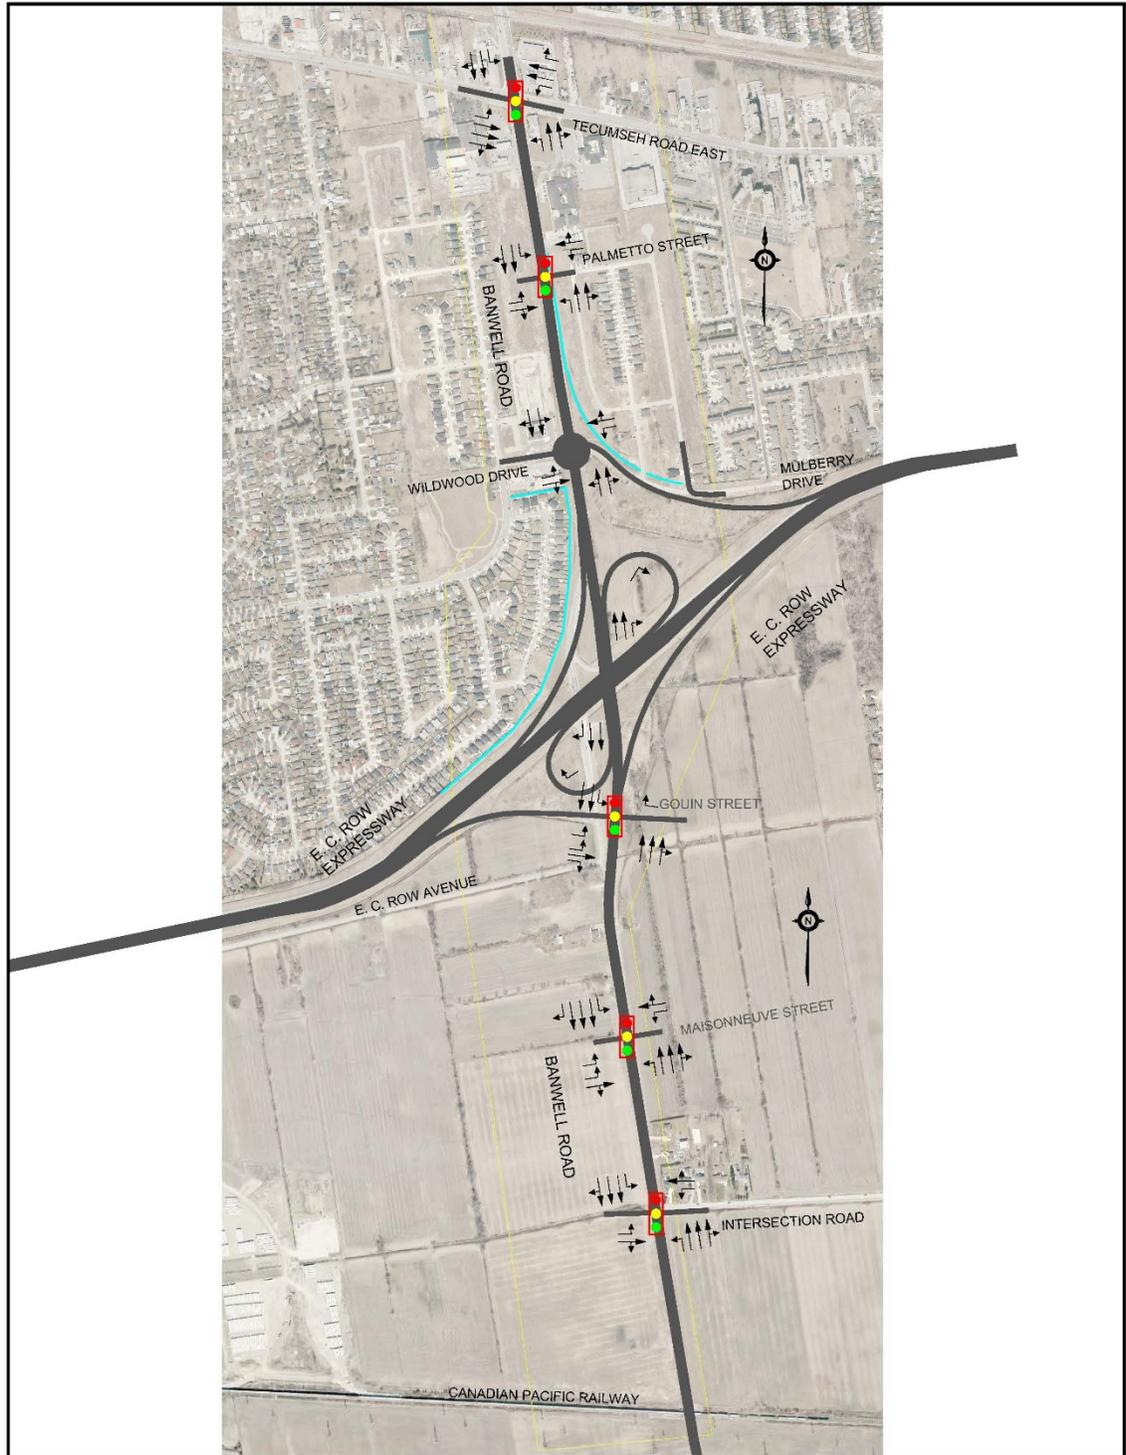 TECUMSEH ROAD EAST
PALMETTO STREET
N
BANWELL ROAD
WILDWOOD DRIVE
MULBERRY
DRIVE
E. C. ROW
EXPRESSWAY
GOUIN STREET
E. C. ROW
EXPRESSWAY
E. C. ROW AVENUE
N
MAISONNEUVE STREET
BANWELL ROAD
INTERSECTION ROAD
CANADIAN PACIFIC RAILWAY